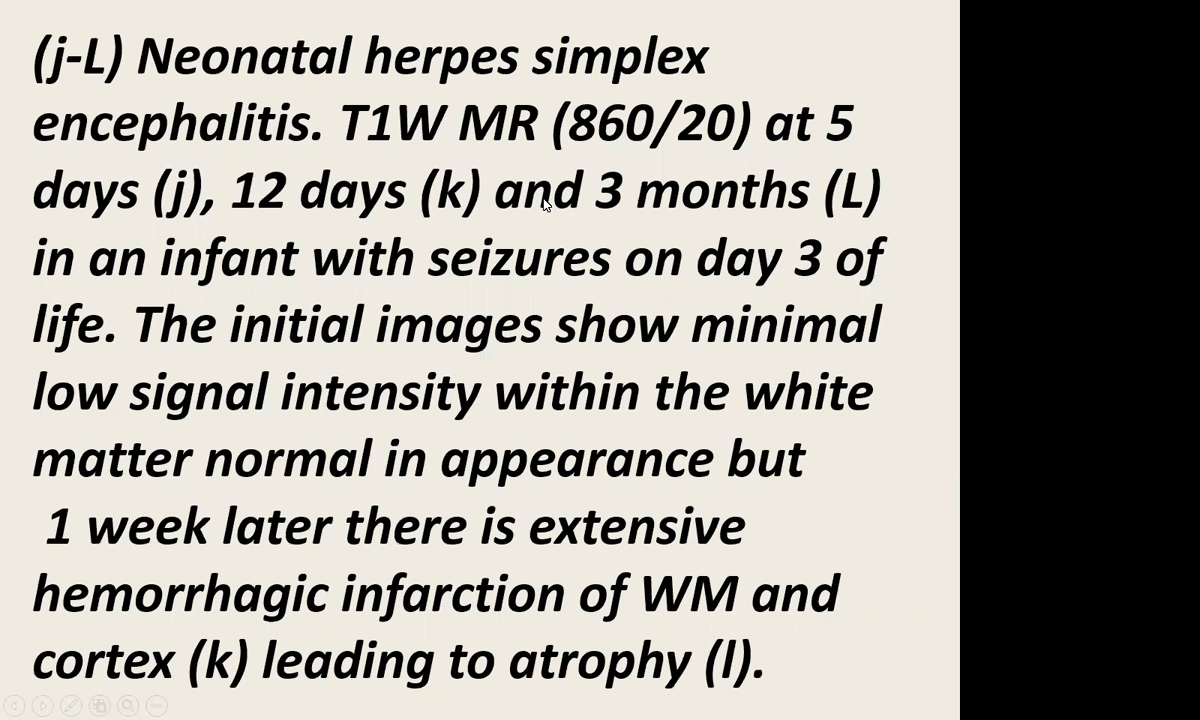 (j-L) Neonatal herpes simplex
encephalitis. T1W MR (860/20) at 5
days (j), 12 days (k) and 3 months (L)
in an infant with seizures on day 3 of
life. The initial images show minimal
low signal intensity within the white
matter normal in appearance but
1 week later there is extensive
hemorrhagic infarction of WM and
cortex (k) leading to atrophy (l).